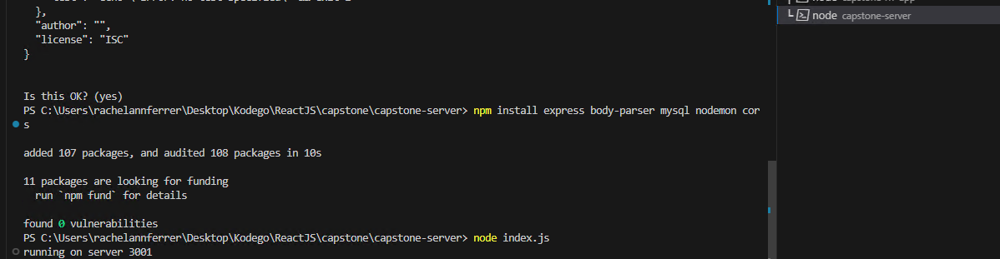 },
"author": "",
"license": "ISC"
}
Is this OK? (yes)
PS C:\Users\rachelannferrer\Desktop\Kodego\ReactJS\capstone\capstone-server> npm install express body-parser mysql nodemon cor
s
added 107 packages, and audited 108 packages in 10s
11 packages are looking for funding
run `npm fund` for details
found 0 vulnerabilities
PS C:\Users\rachelannferrer\Desktop\Kodego\ReactJS\capstone\capstone-server> node index.js
running on server 3001
node capstone-server